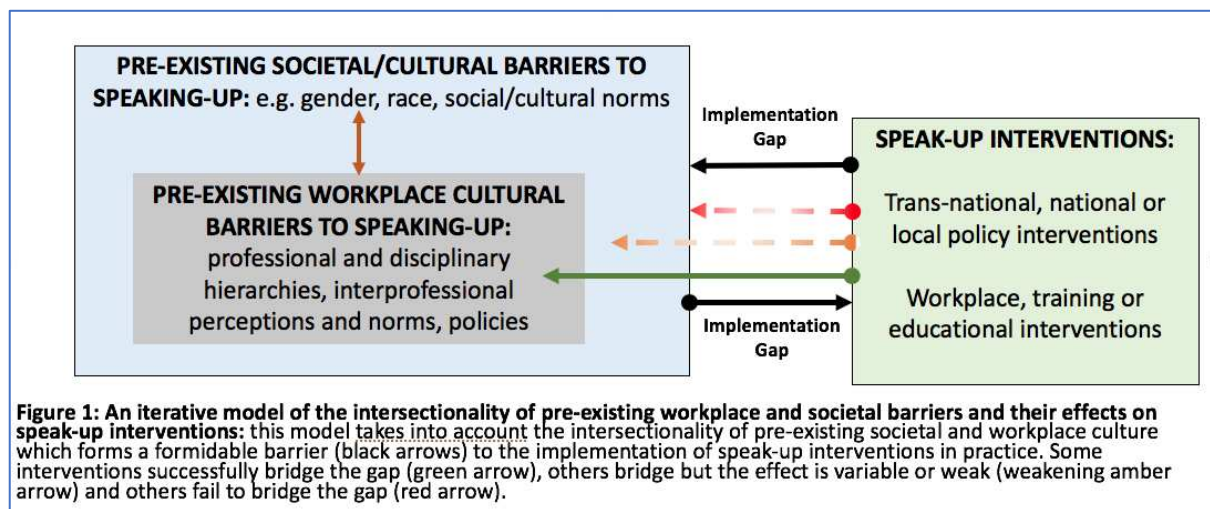 PRE-EXISTING SOCIETAL/CULTURAL BARRIERS TO
SPEAKING-UP: e.g. gender, race, social/cultural norms
PRE-EXISTING WORKPLACE CULTURAL
BARRIERS TO SPEAKING-UP:
professional and disciplinary
hierarchies, interprofessional
perceptions and norms, policies
Implementation
Gap
Implementation
Gap
SPEAK-UP INTERVENTIONS:
Trans-national, national or
local policy interventions
Workplace, training or
educational interventions
Figure 1: An iterative model of the intersectionality of pre-existing workplace and societal barriers and their effects on
speak-up interventions: this model takes into account the intersectionality of pre-existing societal and workplace culture
which forms a formidable barrier (black arrows) to the implementation of speak-up interventions in practice. Some
interventions successfully bridge the gap (green arrow), others bridge but the effect is variable or weak (weakening amber
arrow) and others fail to bridge the gap (red arrow).